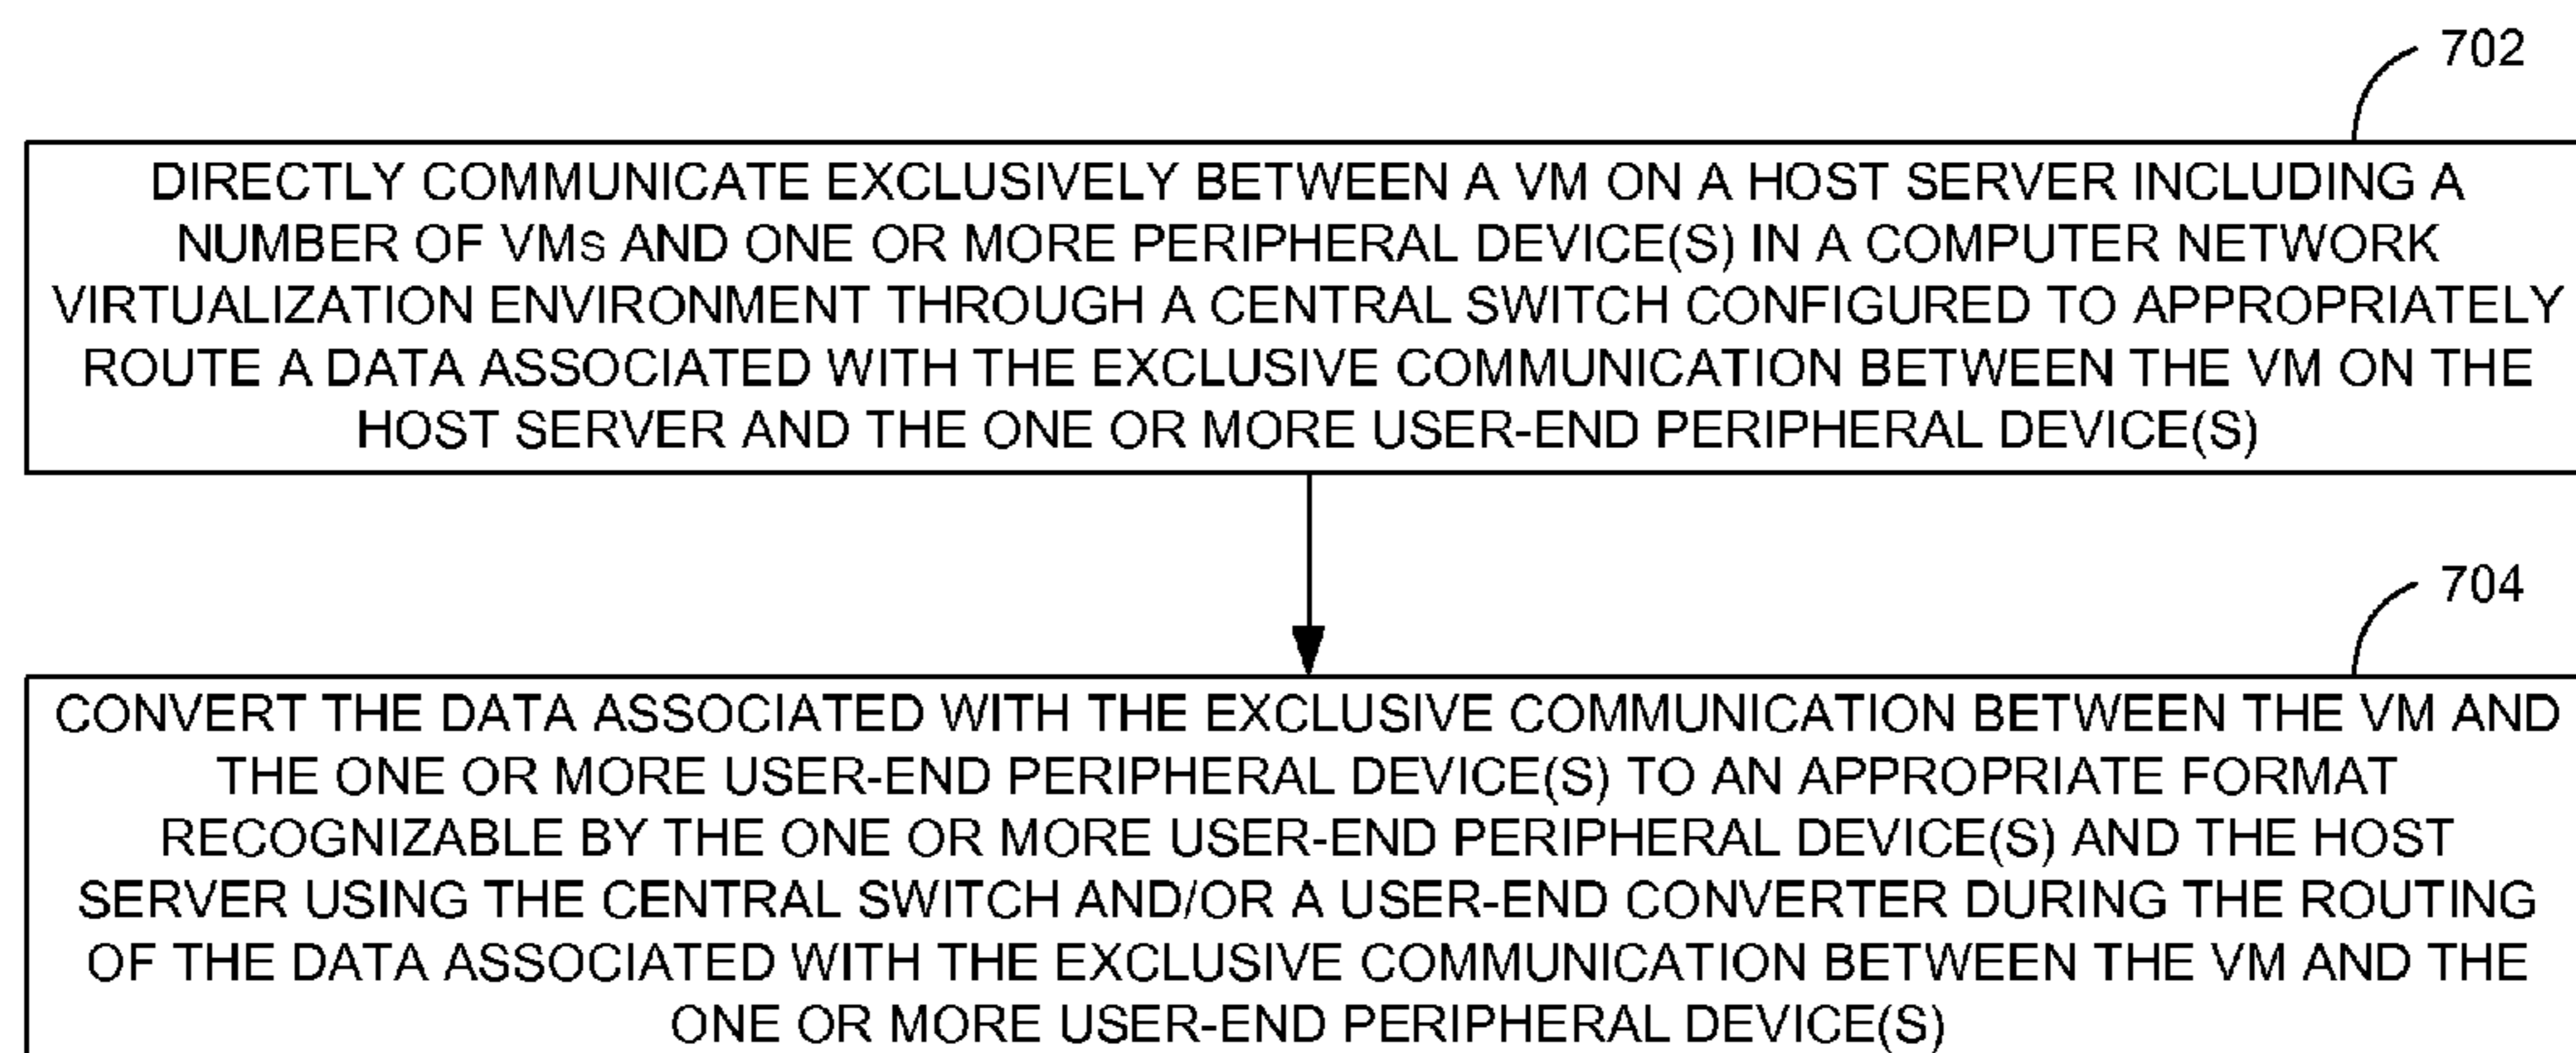 702
DIRECTLY COMMUNICATE EXCLUSIVELY BETWEEN A VM ON A HOST SERVER INCLUDING A
NUMBER OF VMs AND ONE OR MORE PERIPHERAL DEVICE(S) IN A COMPUTER NETWORK
VIRTUALIZATION ENVIRONMENT THROUGH A CENTRAL SWITCH CONFIGURED TO APPROPRIATELY
ROUTE A DATA ASSOCIATED WITH THE EXCLUSIVE COMMUNICATION BETWEEN THE VM ON THE
HOST SERVER AND THE ONE OR MORE USER-END PERIPHERAL DEVICE(S)
704
CONVERT THE DATA ASSOCIATED WITH THE EXCLUSIVE COMMUNICATION BETWEEN THE VM AND
THE ONE OR MORE USER-END PERIPHERAL DEVICE(S) TO AN APPROPRIATE FORMAT
RECOGNIZABLE BY THE ONE OR MORE USER-END PERIPHERAL DEVICE(S) AND THE HOST
SERVER USING THE CENTRAL SWITCH AND/OR A USER-END CONVERTER DURING THE ROUTING
OF THE DATA ASSOCIATED WITH THE EXCLUSIVE COMMUNICATION BETWEEN THE VM AND THE
ONE OR MORE USER-END PERIPHERAL DEVICE(S)